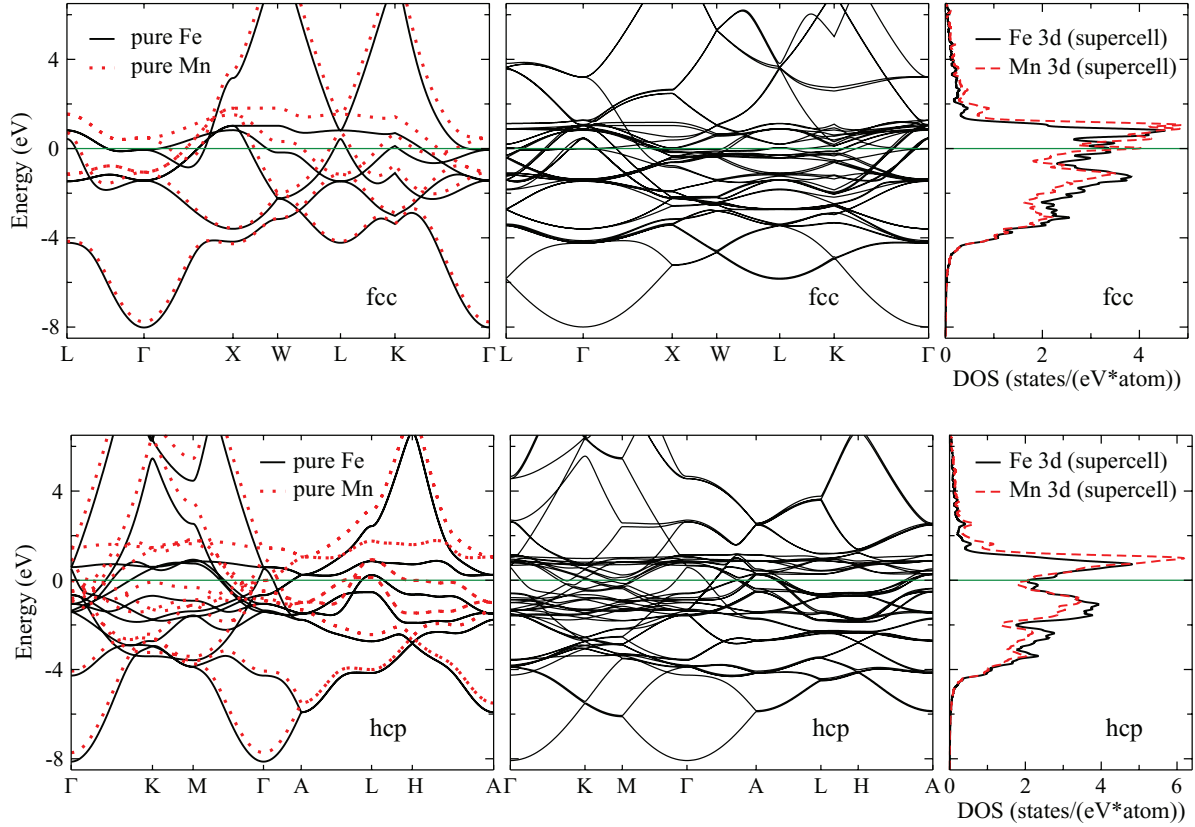 Energy (eV)
4
0
-4
-8
pure Fe
pure Mn
fcc
L Γ X W L K Γ
fcc
L Γ X W L K Γ
Fe 3d (supercell)
Mn 3d (supercell)
fcc
0 2 4
DOS (states/(eV*atom))
Energy (eV)
4
0
-4
-8
pure Fe
pure Mn
hcp
Γ K M Γ A L H A
hcp
Γ K M Γ A L H A
Fe 3d (supercell)
Mn 3d (supercell)
hcp
0 2 4 6
DOS (states/(eV*atom))